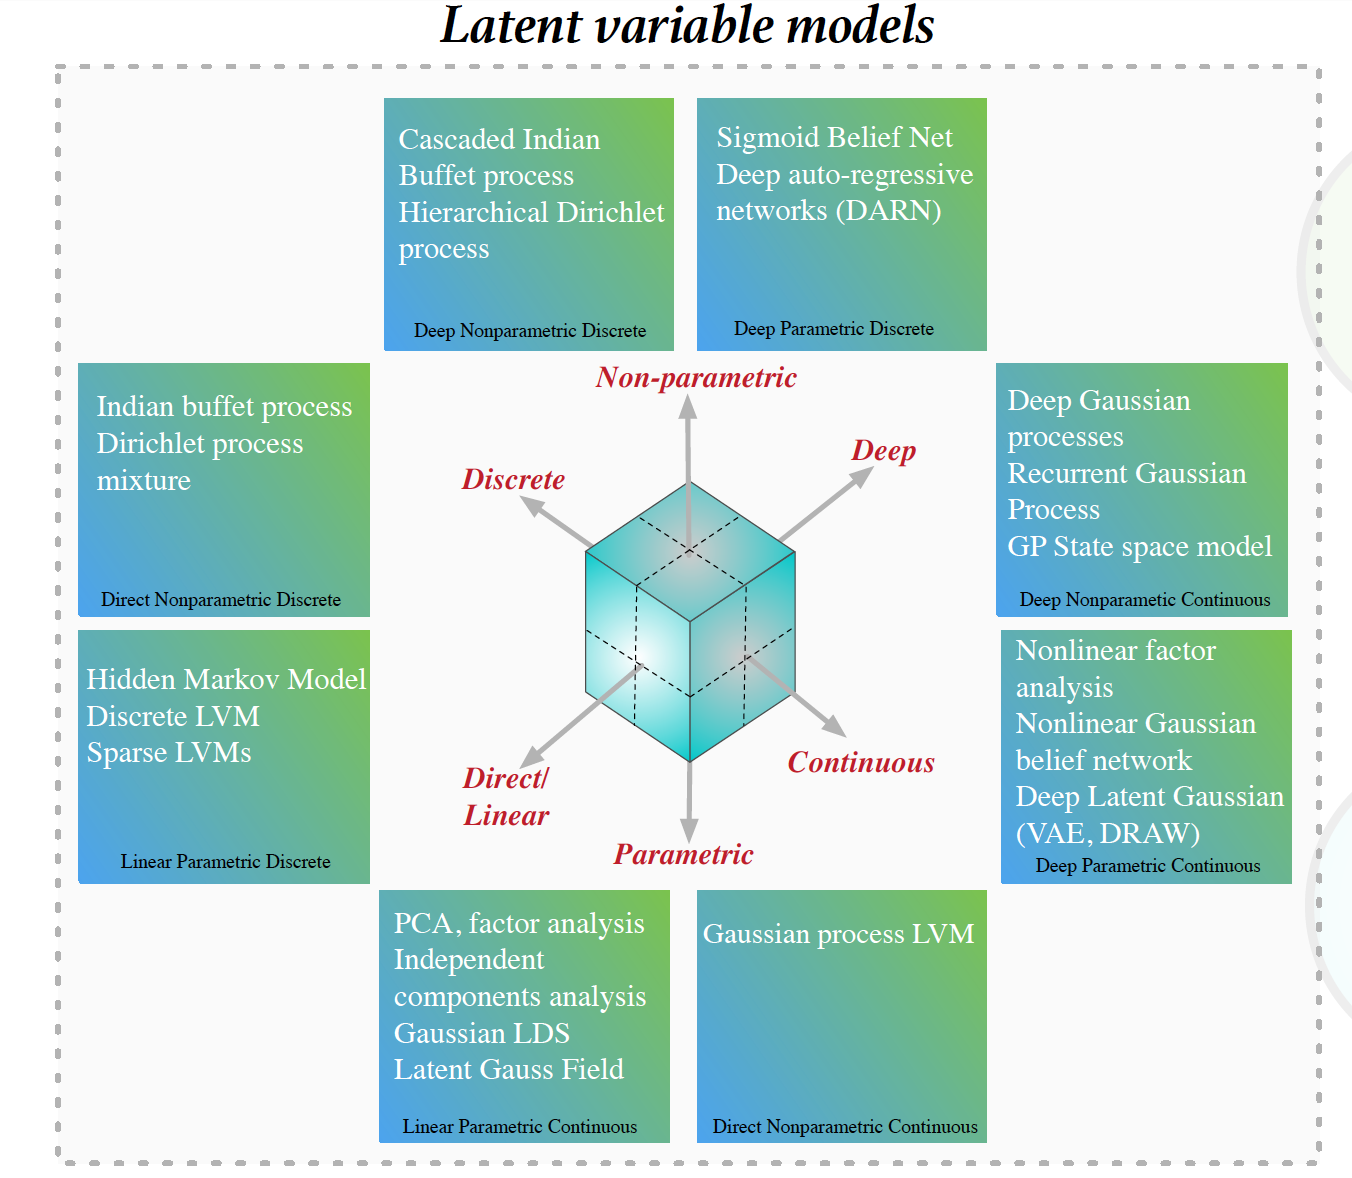 Latent variable models
Cascaded Indian
Buffet process
Hierarchical Dirichlet
process
Deep Nonparametric Discrete
Sigmoid Belief Net
Deep auto-regressive
networks (DARN)
Deep Parametric Discrete
Indian buffet process
Dirichlet process
mixture
Direct Nonparametric Discrete
Non-parametric
Discrete
Deep
Deep Gaussian
processes
Recurrent Gaussian
Process
GP State space model
Deep Nonparametic Continuous
Hidden Markov Model
Discrete LVM
Sparse LVMs
Linear Parametric Discrete
Direct/
Linear
Continuous
Parametric
Nonlinear factor
analysis
Nonlinear Gaussian
belief network
Deep Latent Gaussian
(VAE, DRAW)
Deep Parametric Continuous
PCA, factor analysis
Independent
components analysis
Gaussian LDS
Latent Gauss Field
Linear Parametric Continuous
Gaussian process LVM
Direct Nonparametric Continuous